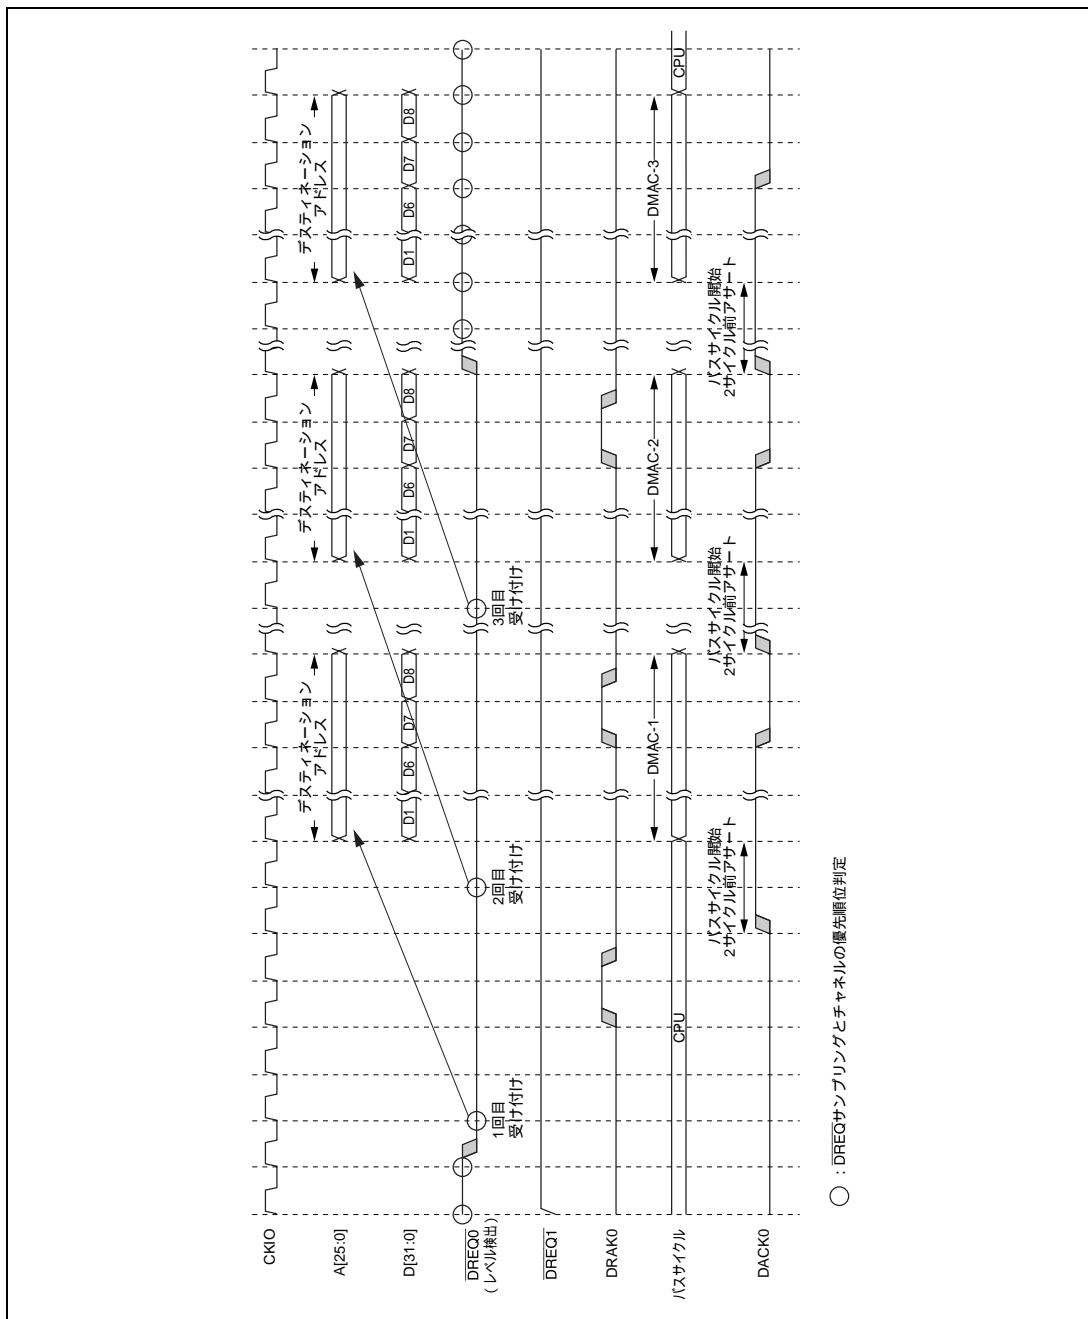 CKIO
A[25:0]
デスティネーション
アドレス
デスティネーション
アドレス
デスティネーション
アドレス
D[31:0]
D1
D6
D7
D8
D1
D6
D7
D8
D1
D6
D7
D8
DREQ0
(レベル検出)
1回目
受け付け
2回目
受け付け
3回目
受け付け
DREQ1
DRAK0
バスサイクル
CPU
DMAC-1
DMAC-2
DMAC-3
CPU
バスサイクル開始
2サイクル前アサート
バスサイクル開始
2サイクル前アサート
バスサイクル開始
2サイクル前アサート
DACK0
○ : DREQサンプリングとチャネルの優先順位判定